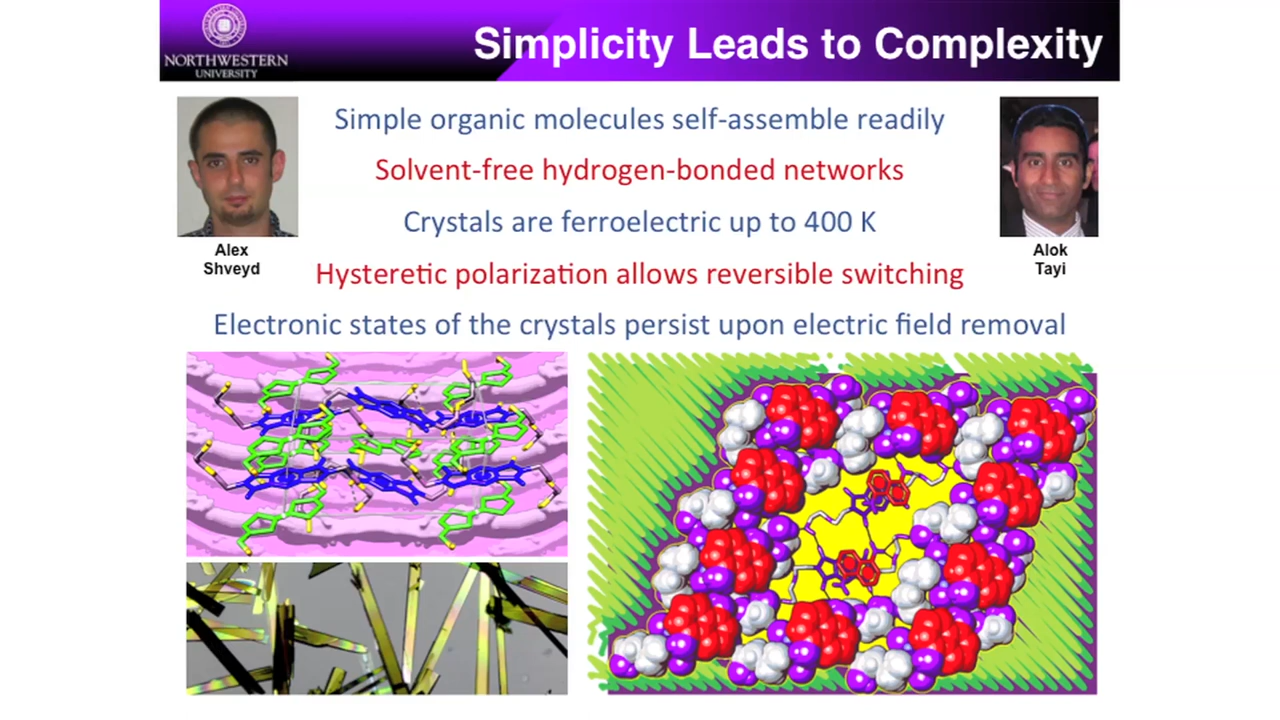 NORTHWESTERN
UNIVERSITY
Simplicity Leads to Complexity
Simple organic molecules self-assemble readily
Solvent-free hydrogen-bonded networks
Crystals are ferroelectric up to 400 K
Alex
Shveyd
Alok
Tayi
Hysteretic polarization allows reversible switching
Electronic states of the crystals persist upon electric field removal